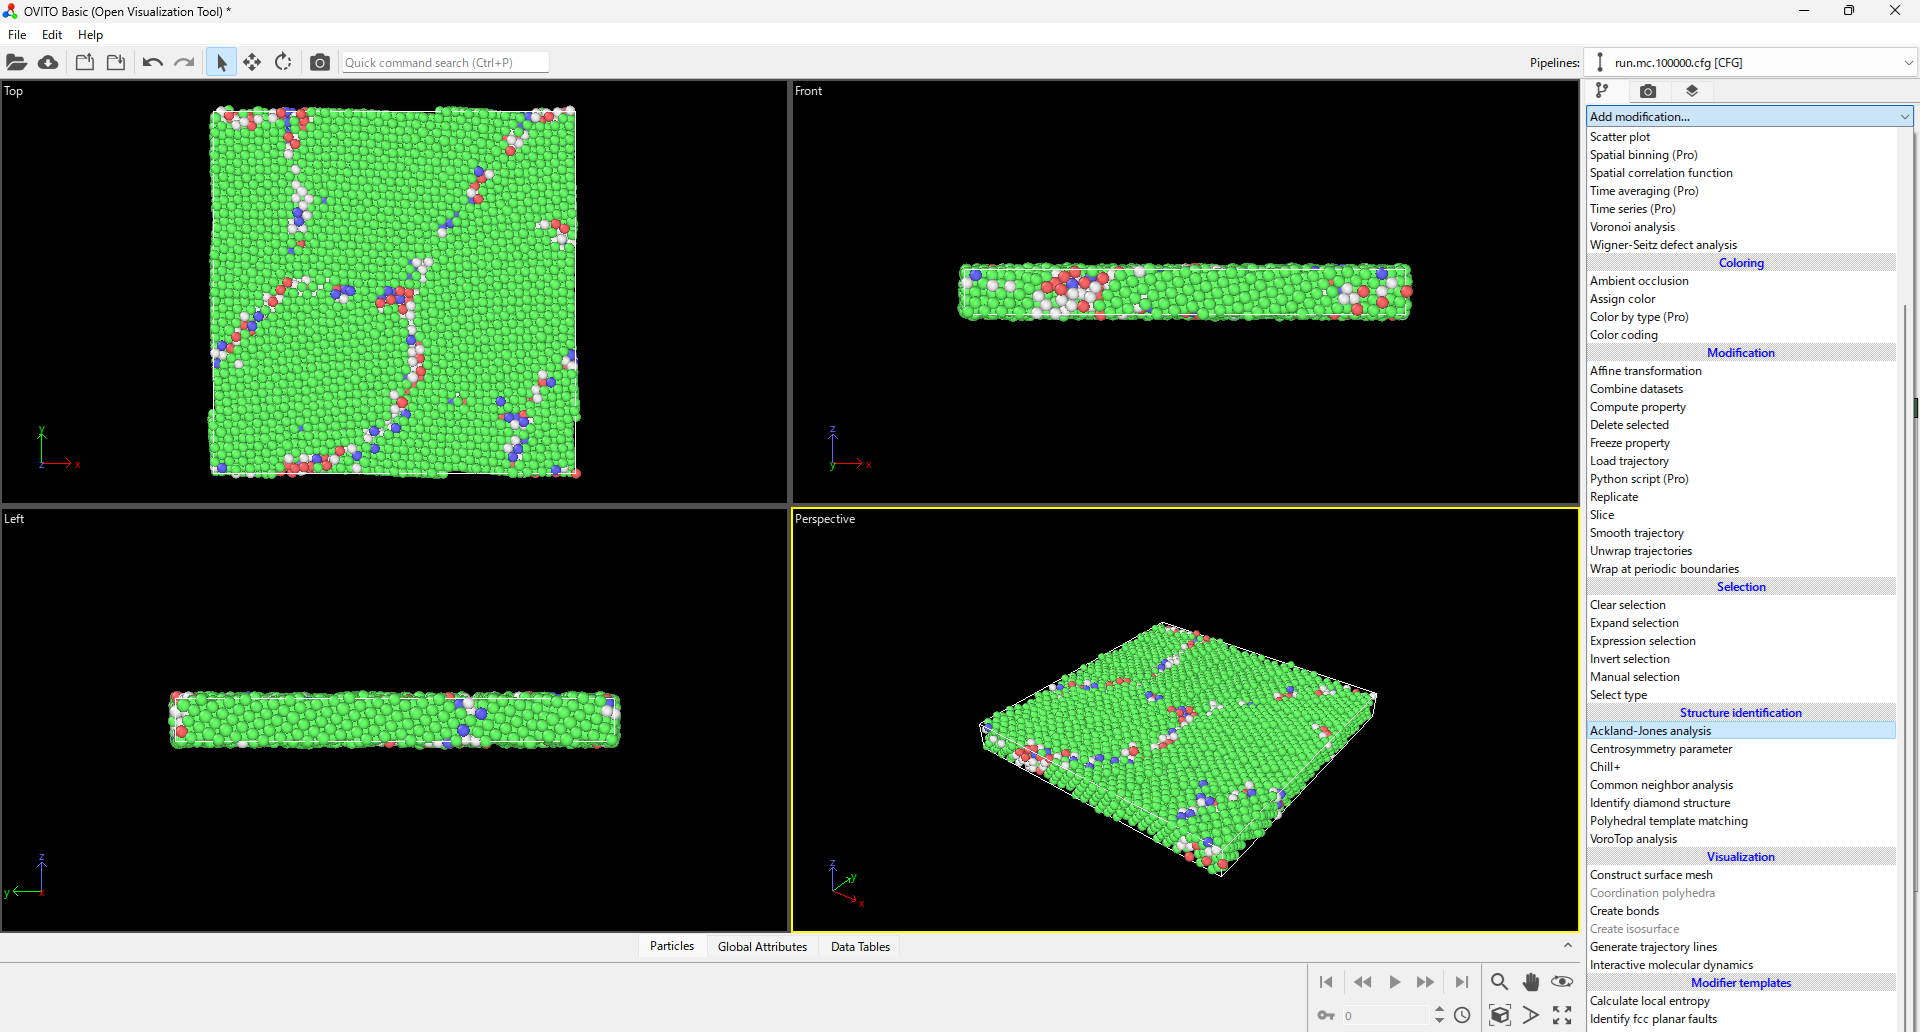 OVITO Basic (Open Visualization Tool) *
File Edit Help
Quick command search (Ctrl+P)
Pipelines: run.mc.100000.cfg [CFG]
Top
y
z
x
Front
z
y
x
Left
z
y
x
Perspective
z
y
x
Add modification...
Scatter plot
Spatial binning (Pro)
Spatial correlation function
Time averaging (Pro)
Time series (Pro)
Voronoi analysis
Wigner-Seitz defect analysis
Coloring
Ambient occlusion
Assign color
Color by type (Pro)
Color coding
Modification
Affine transformation
Combine datasets
Compute property
Delete selected
Freeze property
Load trajectory
Python script (Pro)
Replicate
Slice
Smooth trajectory
Unwrap trajectories
Wrap at periodic boundaries
Selection
Clear selection
Expand selection
Expression selection
Invert selection
Manual selection
Select type
Structure identification
Ackland-Jones analysis
Centrosymmetry parameter
Chill+
Common neighbor analysis
Identify diamond structure
Polyhedral template matching
VoroTop analysis
Visualization
Construct surface mesh
Coordination polyhedra
Create bonds
Create isosurface
Generate trajectory lines
Interactive molecular dynamics
Modifier templates
Calculate local entropy
Identify fcc planar faults
Particles Global Attributes Data Tables
0